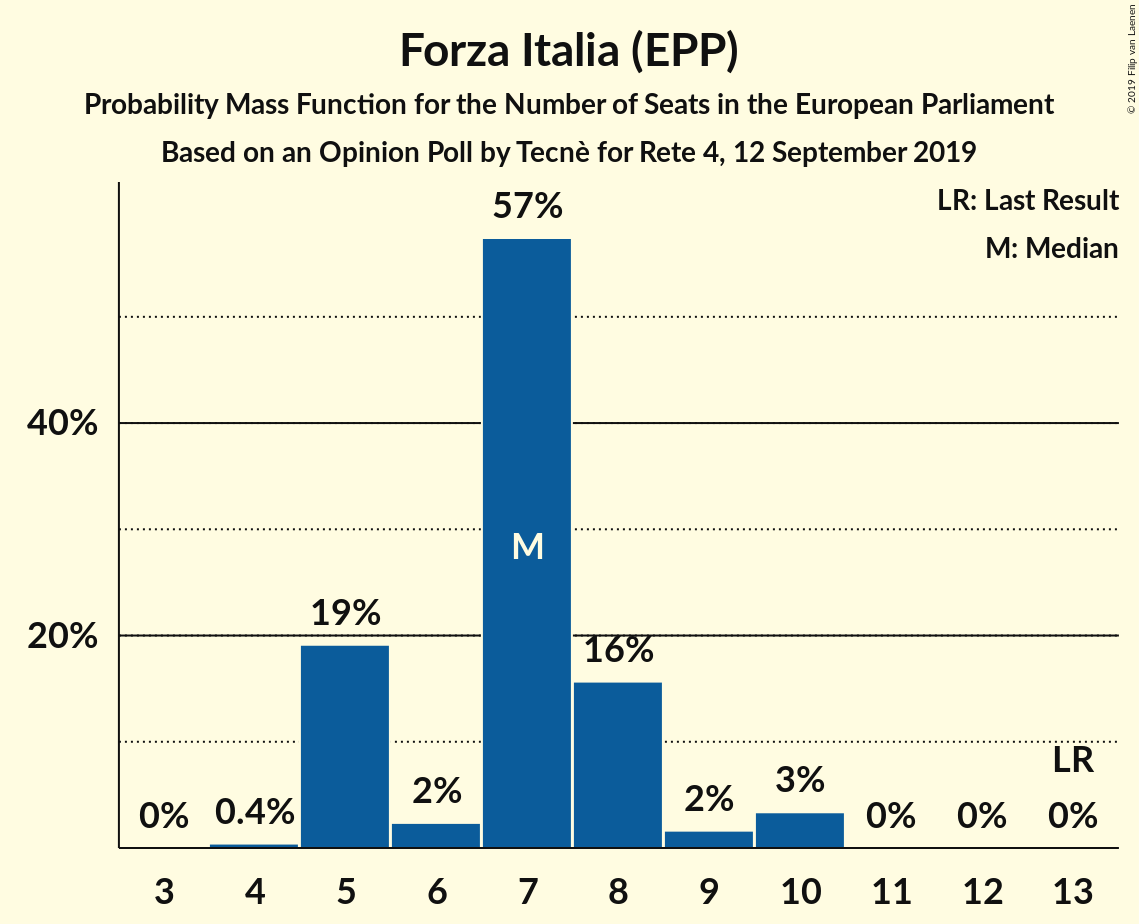 Forza Italia (EPP)
Probability Mass Function for the Number of Seats in the European Parliament
Based on an Opinion Poll by Tecnè for Rete 4, 12 September 2019
© 2019 Filip van Laenen
LR: Last Result
M: Median
57%
40%
M
19%
20%
16%
LR
0%
0.4%
2%
2%
3%
0%
0%
0%
3 4 5 6 7 8 9 10 11 12 13